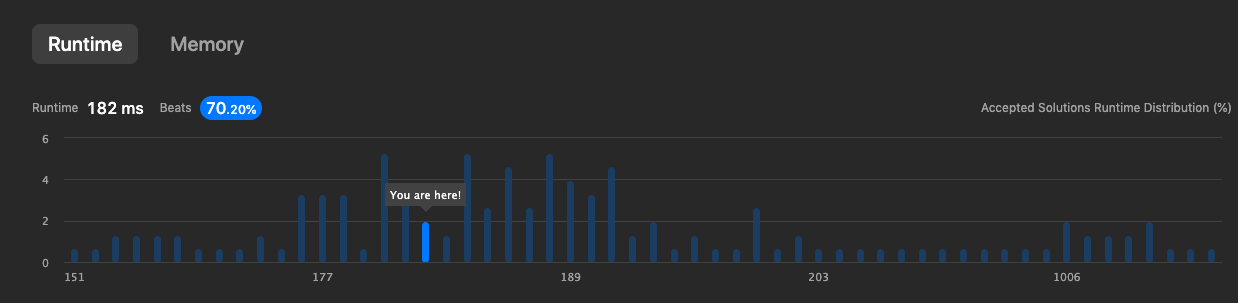 Runtime Memory
Runtime 182 ms Beats 70.20% Accepted Solutions Runtime Distribution (%)
6
4
You are here!
2
0
151 177 189 203 1006